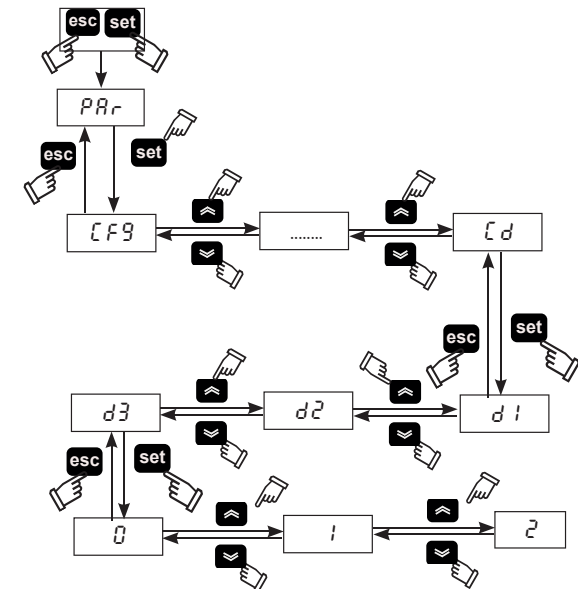 esc set
PAr
esc set
CF9
........
Cd
esc set
d3
d2
d1
esc set
0
1
2